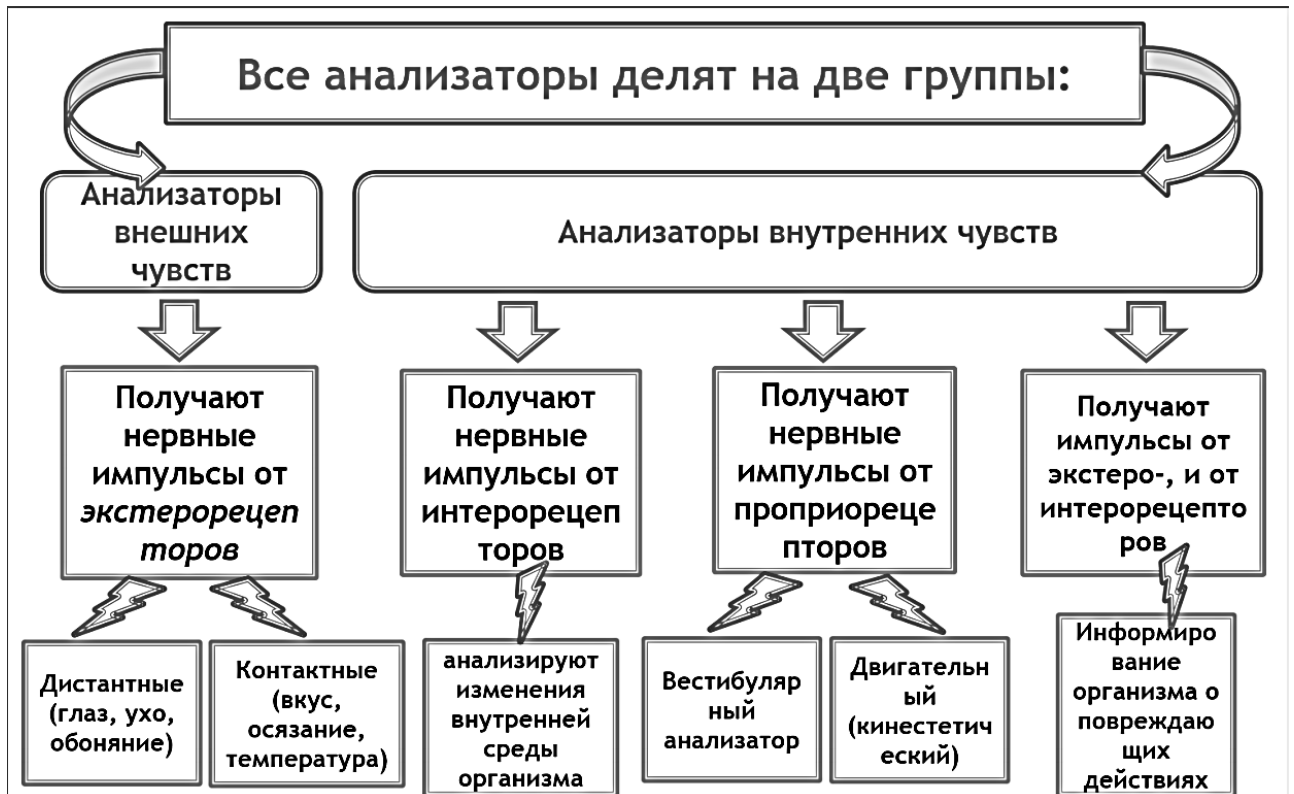 Все анализаторы делят на две группы:
Анализаторы
внешних
чувств
Анализаторы внутренних чувств
Получают
нервные
импульсы от
экстерорецеп
торов
Получают
нервные
импульсы от
интерорецеп
торов
Получают
нервные
импульсы от
проприореце
пторов
Получают
импульсы от
экстеро-, и от
интерорецепто
ров
Дистантные
(глаз, ухо,
обоняние)
Контактные
(вкус,
осязание,
температура)
анализируют
изменения
внутренней
среды
организма
Вестибуляр
ный
анализатор
Двигательн
ый
(кинестетич
еский)
Информиро
вание
организма о
повреждаю
щих
действиях